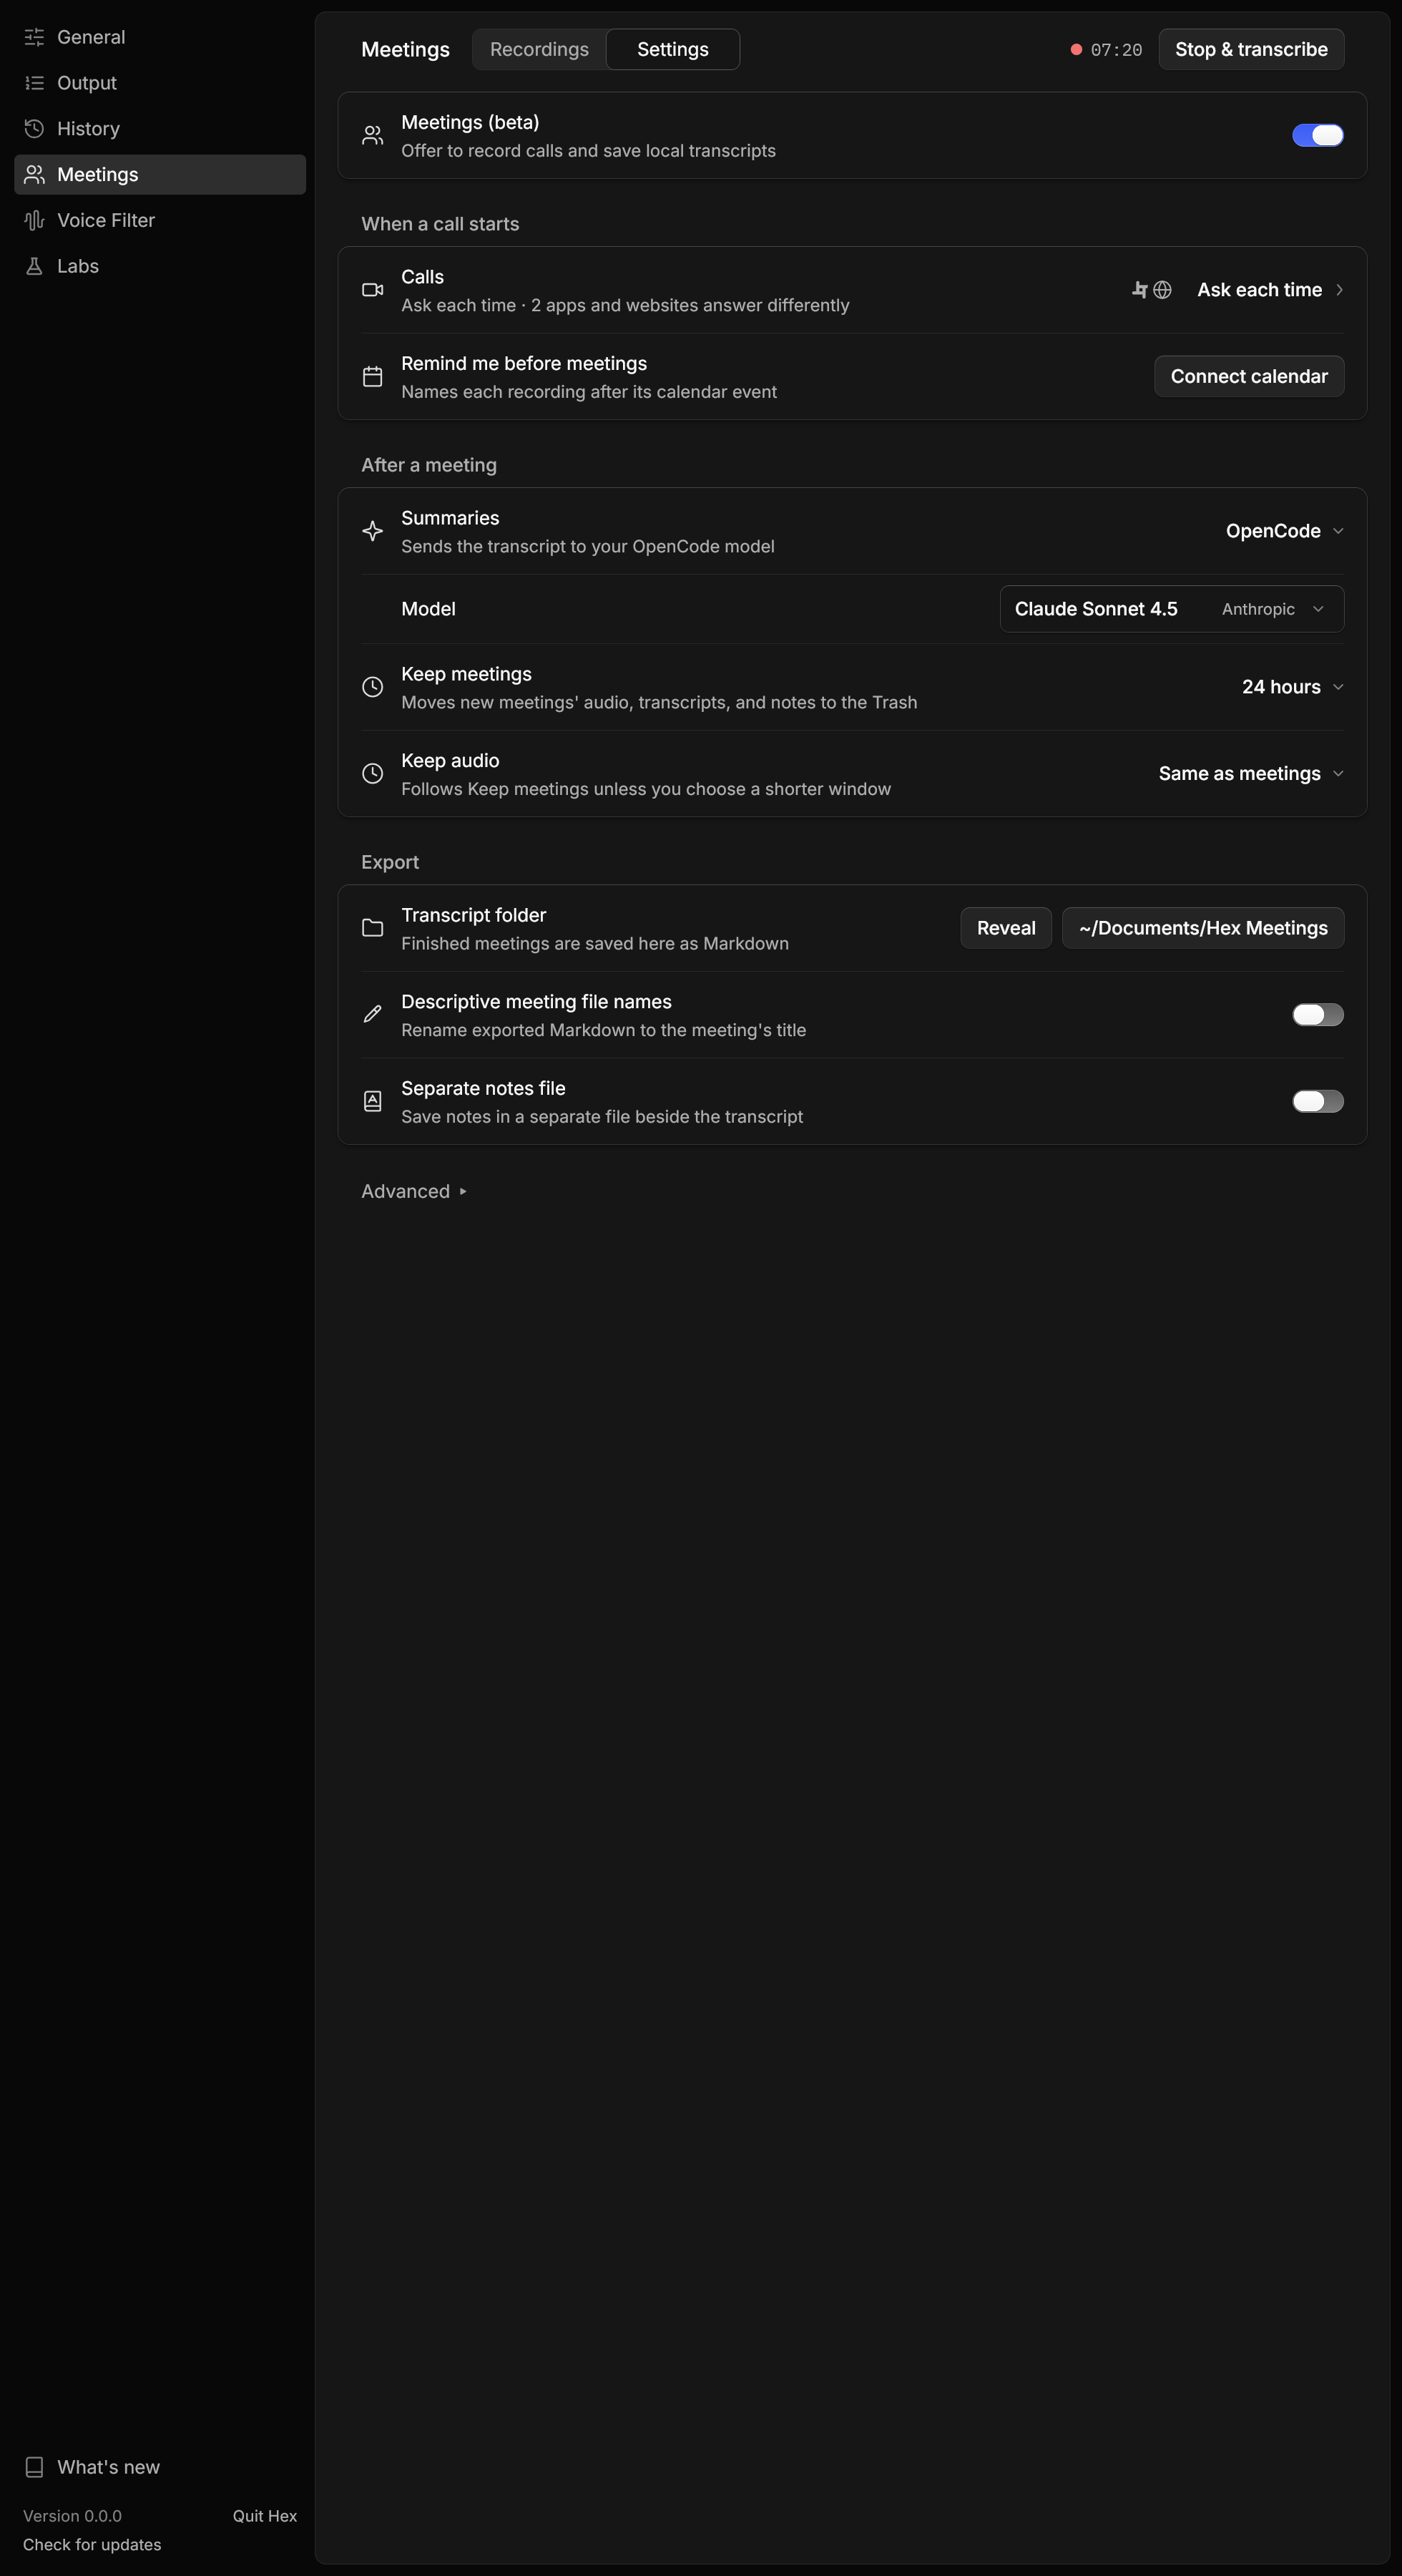 General
Output
History
Meetings
Voice Filter
Labs
What's new
Version 0.0.0
Quit Hex
Check for updates
Meetings
Recordings
Settings
07:20
Stop & transcribe
Meetings (beta)
Offer to record calls and save local transcripts
When a call starts
Calls
Ask each time · 2 apps and websites answer differently
Ask each time
Remind me before meetings
Names each recording after its calendar event
Connect calendar
After a meeting
Summaries
Sends the transcript to your OpenCode model
OpenCode
Model
Claude Sonnet 4.5
Anthropic
Keep meetings
Moves new meetings' audio, transcripts, and notes to the Trash
24 hours
Keep audio
Follows Keep meetings unless you choose a shorter window
Same as meetings
Export
Transcript folder
Finished meetings are saved here as Markdown
Reveal
~/Documents/Hex Meetings
Descriptive meeting file names
Rename exported Markdown to the meeting's title
Separate notes file
Save notes in a separate file beside the transcript
Advanced